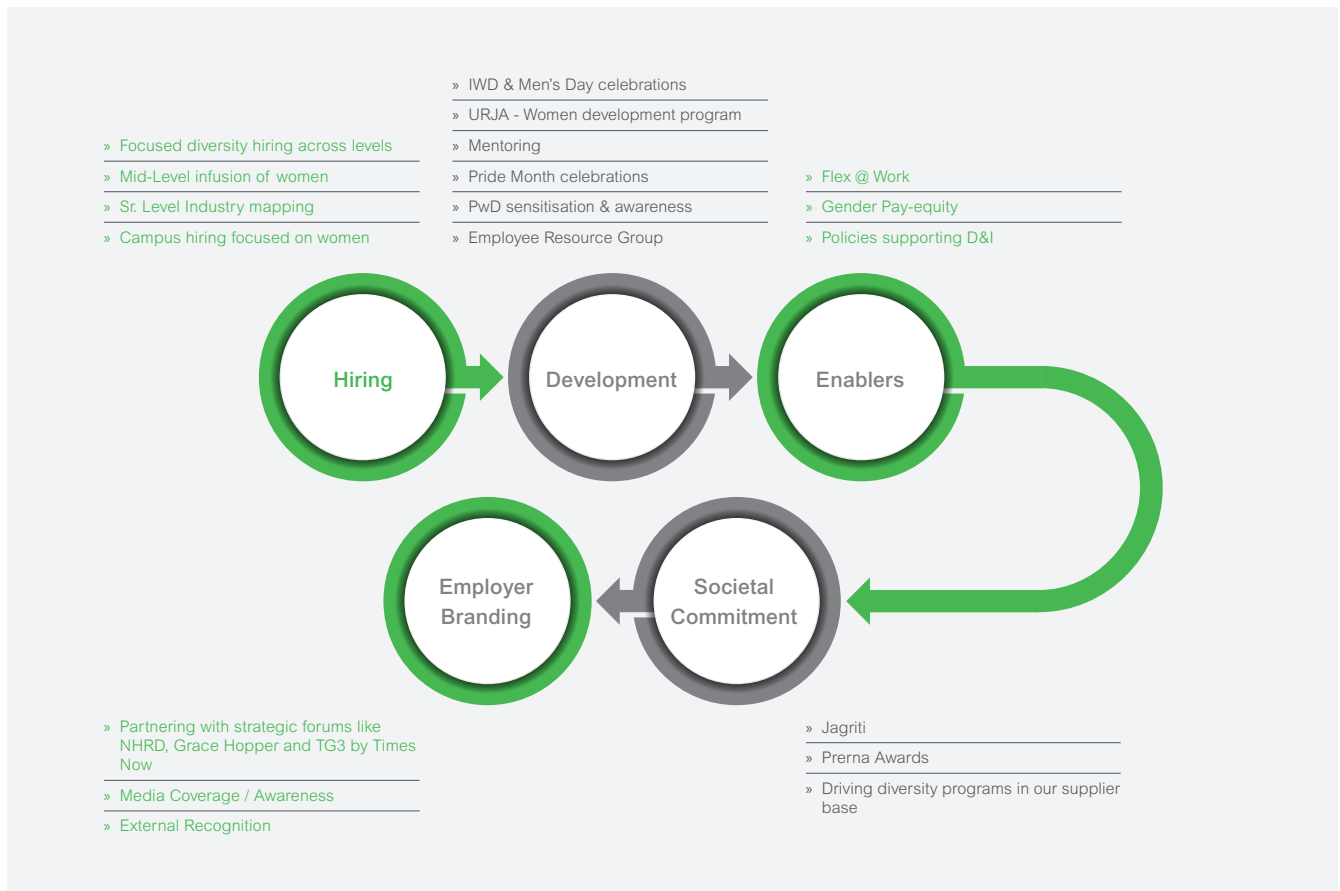 » Focused diversity hiring across levels
» Mid-Level infusion of women
» Sr. Level Industry mapping
» Campus hiring focused on women
» IWD & Men’s Day celebrations
» URJA - Women development program
» Mentoring
» Pride Month celebrations
» PwD sensitisation & awareness
» Employee Resource Group
» Flex @ Work
» Gender Pay-equity
» Policies supporting D&I
Hiring
Development
Enablers
Employer
Branding
Societal
Commitment
» Partnering with strategic forums like
NHRD, Grace Hopper and TG3 by Times
Now
» Media Coverage / Awareness
» External Recognition
» Jagriti
» Prerna Awards
» Driving diversity programs in our supplier
base